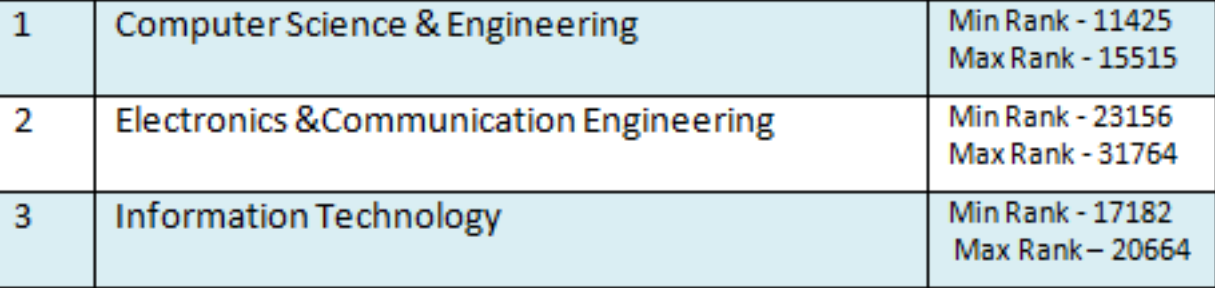 1 Computer Science & Engineering Min Rank - 11425
Max Rank - 15515
2 Electronics &Communication Engineering Min Rank - 23156
Max Rank - 31764
3 Information Technology Min Rank - 17182
Max Rank – 20664